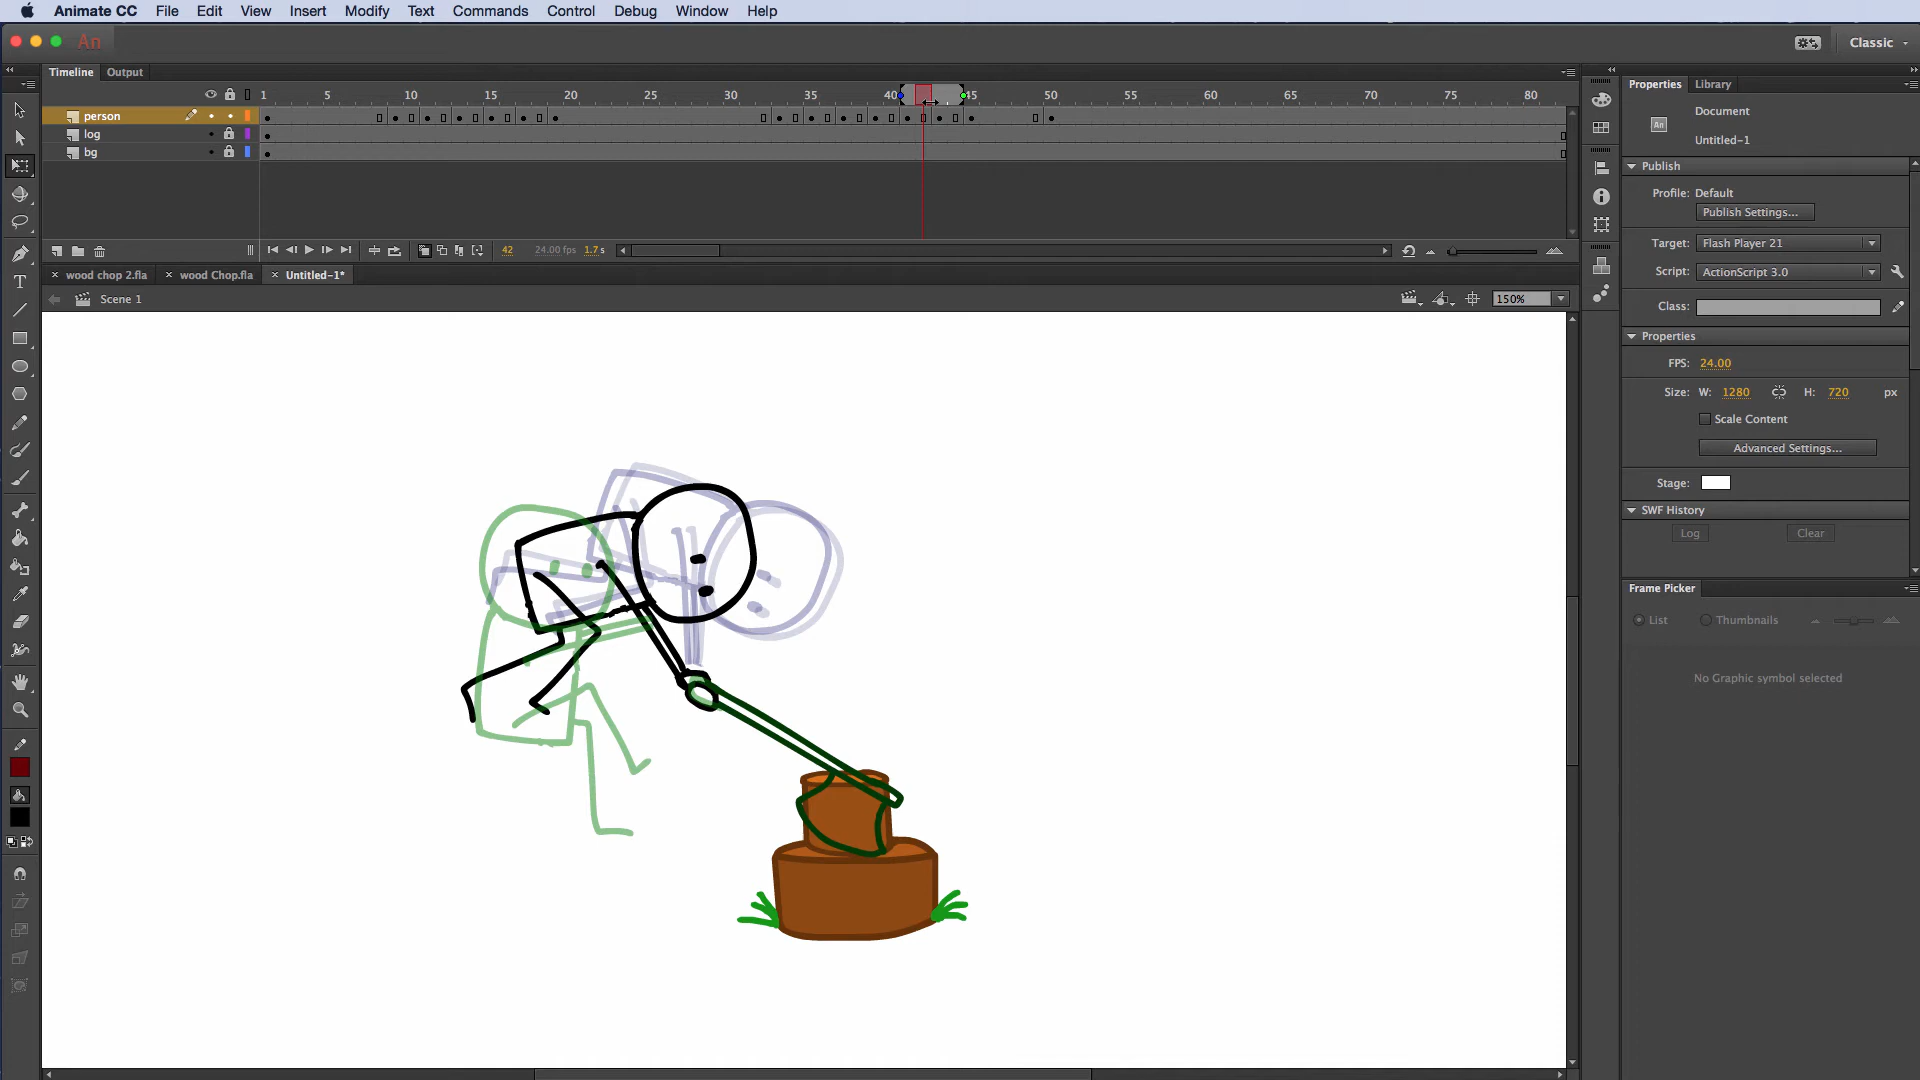 Animate CC File Edit View Insert Modify Text Commands Control Debug Window Help
An
Classic
Timeline Output
1 5 10 15 20 25 30 35 40 45 50 55 60 65 70 75 80
person
log
bg
42 24.00 fps 1.7 s
wood chop 2.fla wood Chop.fla Untitled-1*
Scene 1
150%
Properties Library
Document
An
Untitled-1
Publish
Profile: Default
Publish Settings...
Target: Flash Player 21
Script: ActionScript 3.0
Class:
Properties
FPS: 24.00
Size: W: 1280 H: 720 px
Scale Content
Advanced Settings...
Stage:
SWF History
Log Clear
Frame Picker
List Thumbnails
No Graphic symbol selected